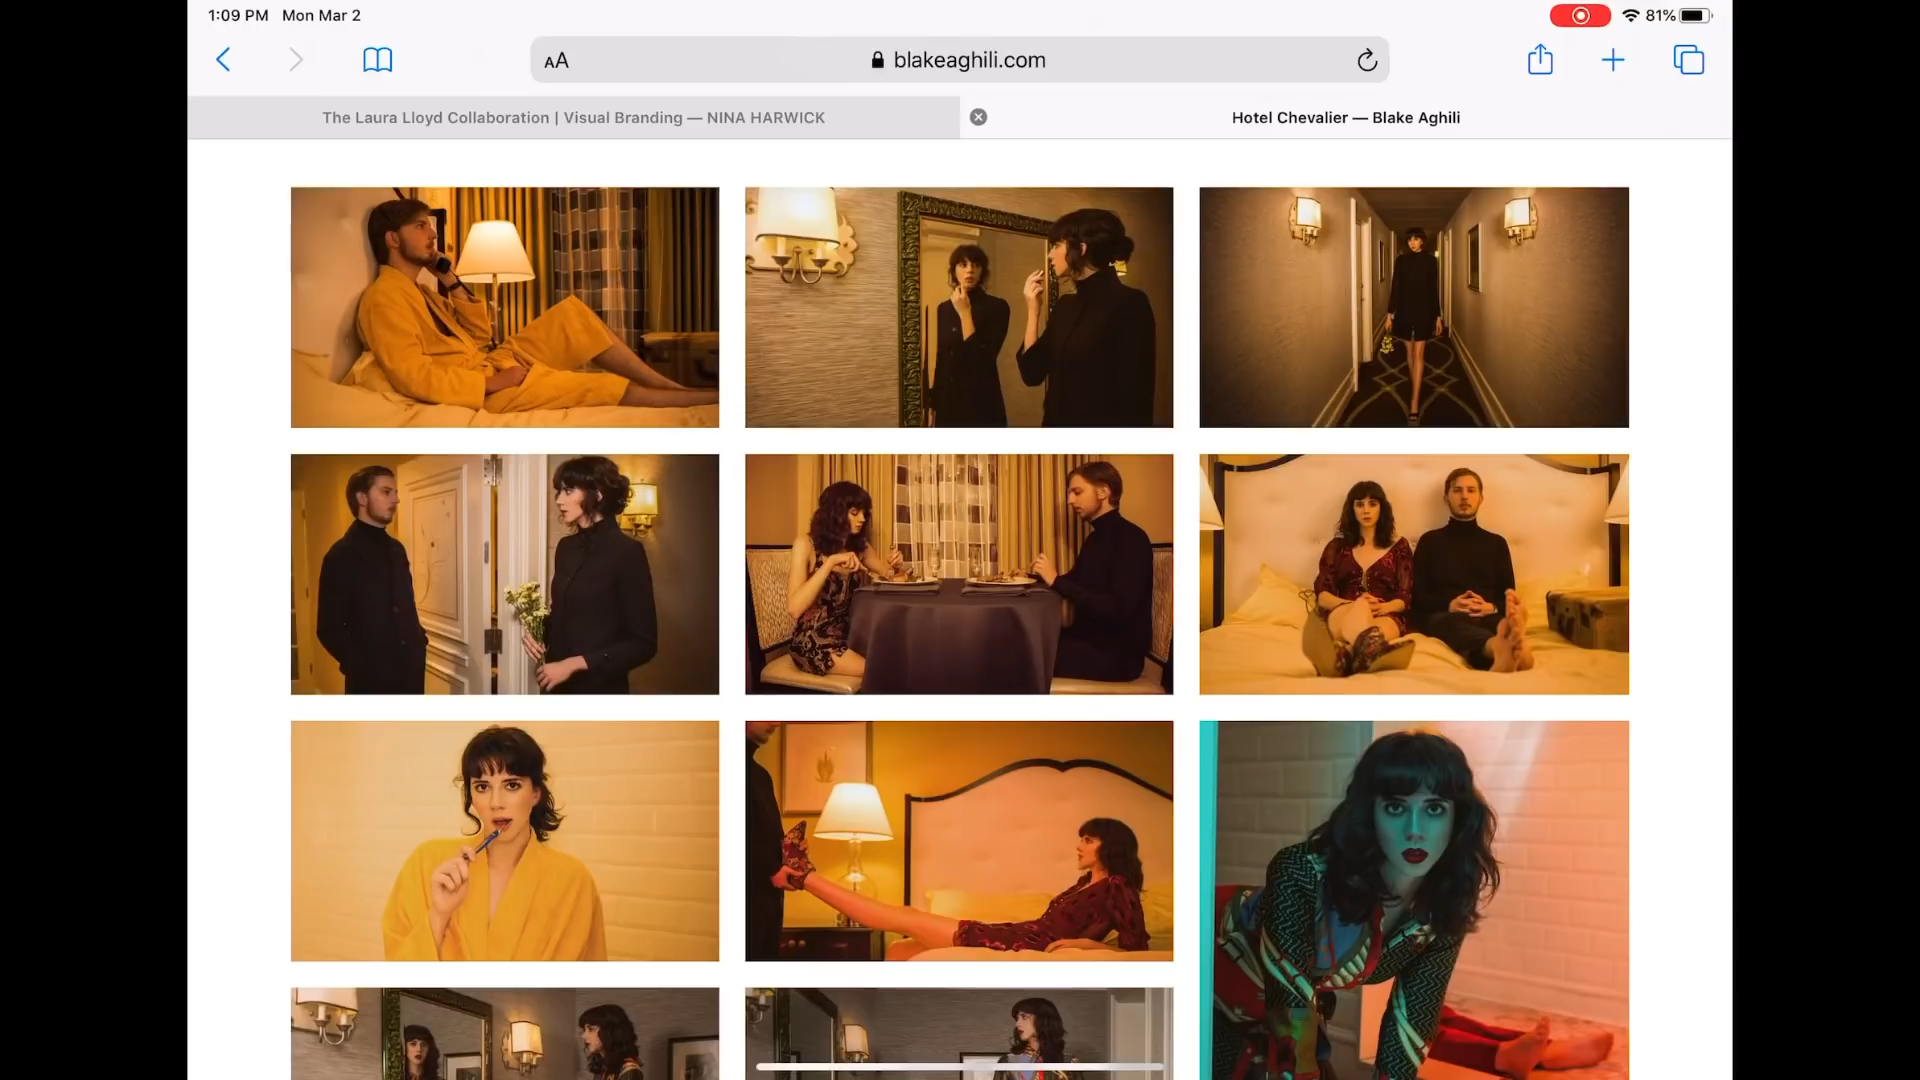 1:09 PM Mon Mar 2
81%
AA
blakeaghili.com
The Laura Lloyd Collaboration | Visual Branding — NINA HARWICK
Hotel Chevalier — Blake Aghili